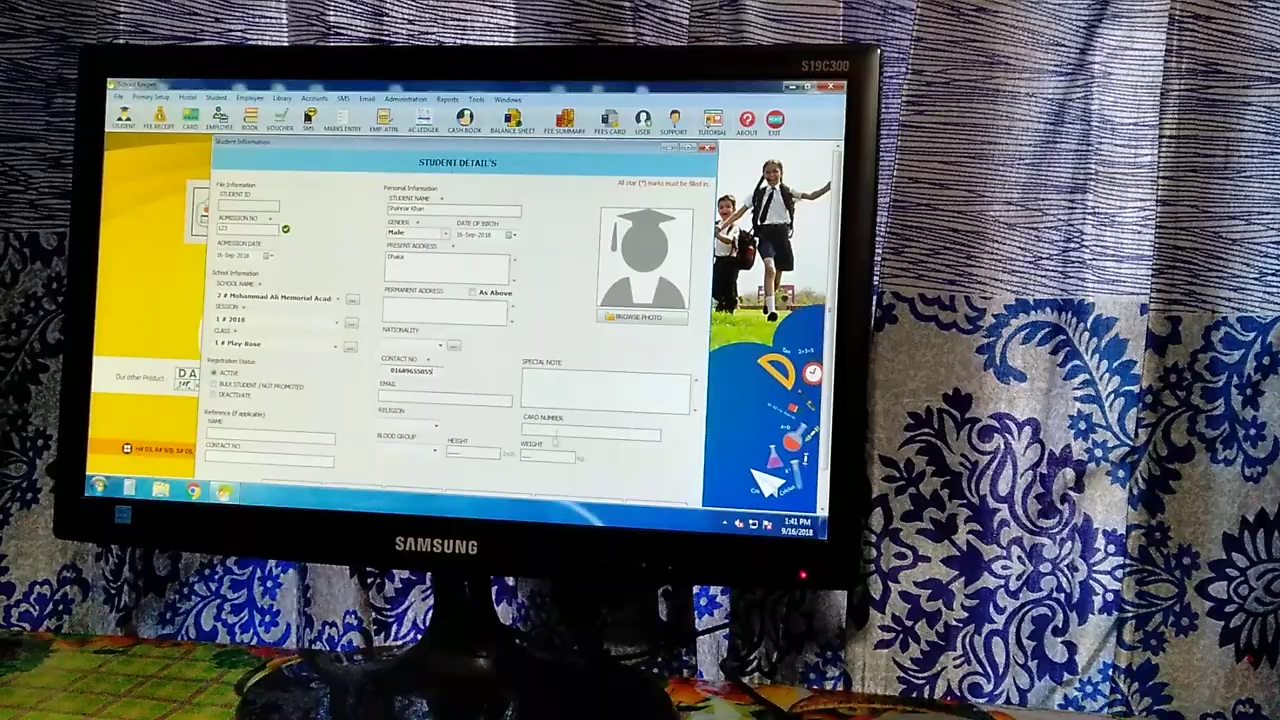 S19C300
School Keeper
File Primary Setup Hostel Student Employee Library Accounts SMS Email Administration Reports Tools Windows
STUDENT FEE RECEIPT CARD EMPLOYEE BOOK VOUCHER SMS MARKS ENTRY EMP. ATTN. AC LEDGER CASH BOOK BALANCE SHEET FEE SUMMARY FEES CARD USER SUPPORT TUTORIAL ABOUT EXIT
Student Information
STUDENT DETAIL'S
All star (*) marks must be filled in.
File Information
STUDENT ID
ADMISSION NO *
123
ADMISSION DATE
16-Sep-2018
School Information
SCHOOL NAME *
2 # Mohammad Ali Memorial Acad
SESSION *
1 # 2018
CLASS *
1 # Play-Rose
Registration Status
ACTIVE
BULK STUDENT / NOT PROMOTED
DEACTIVATE
Reference (if applicable)
NAME
CONTACT NO
Personal Information
STUDENT NAME *
Khan
GENDER *
DATE OF BIRTH
Male
16-Sep-2018
PRESENT ADDRESS *
Dhaka
PERMANENT ADDRESS
As Above
NATIONALITY
CONTACT NO *
01689655055
EMAIL
RELIGION
BLOOD GROUP
HEIGHT
Inch
WEIGHT
Kg
BROWSE PHOTO
SPECIAL NOTE
CARD NUMBER
Our other Product
DA
1:41 PM
9/16/2018
SAMSUNG